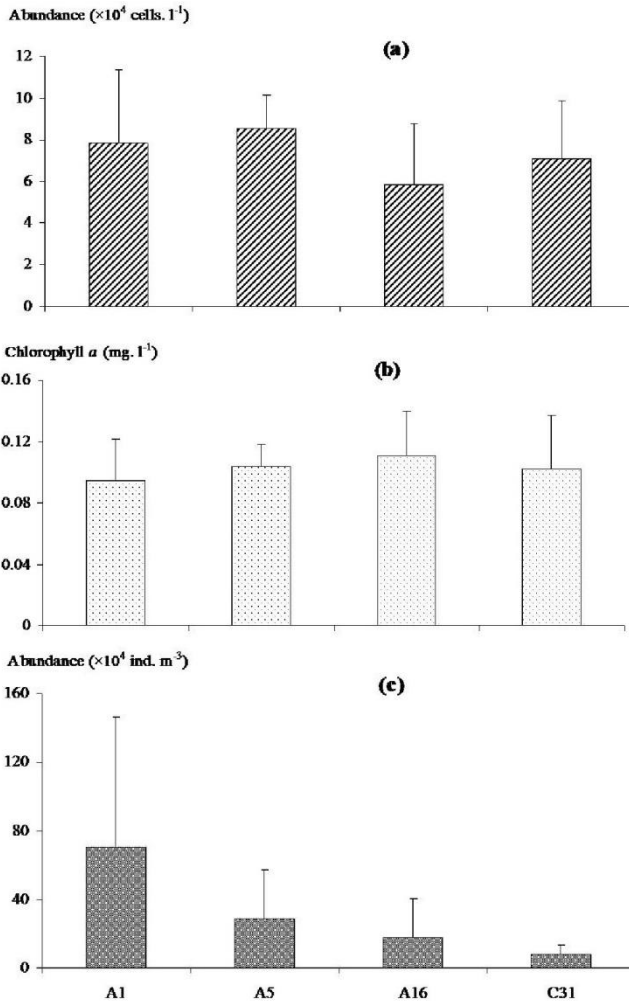 Abundance (×10⁴ cells. l⁻¹)
(a)
12
10
8
6
4
2
0
Chlorophyll a (mg. l⁻¹)
(b)
0.16
0.12
0.08
0.04
0
Abundance (×10⁴ ind. m⁻³)
(c)
160
120
80
40
0
A1 A5 A16 C31